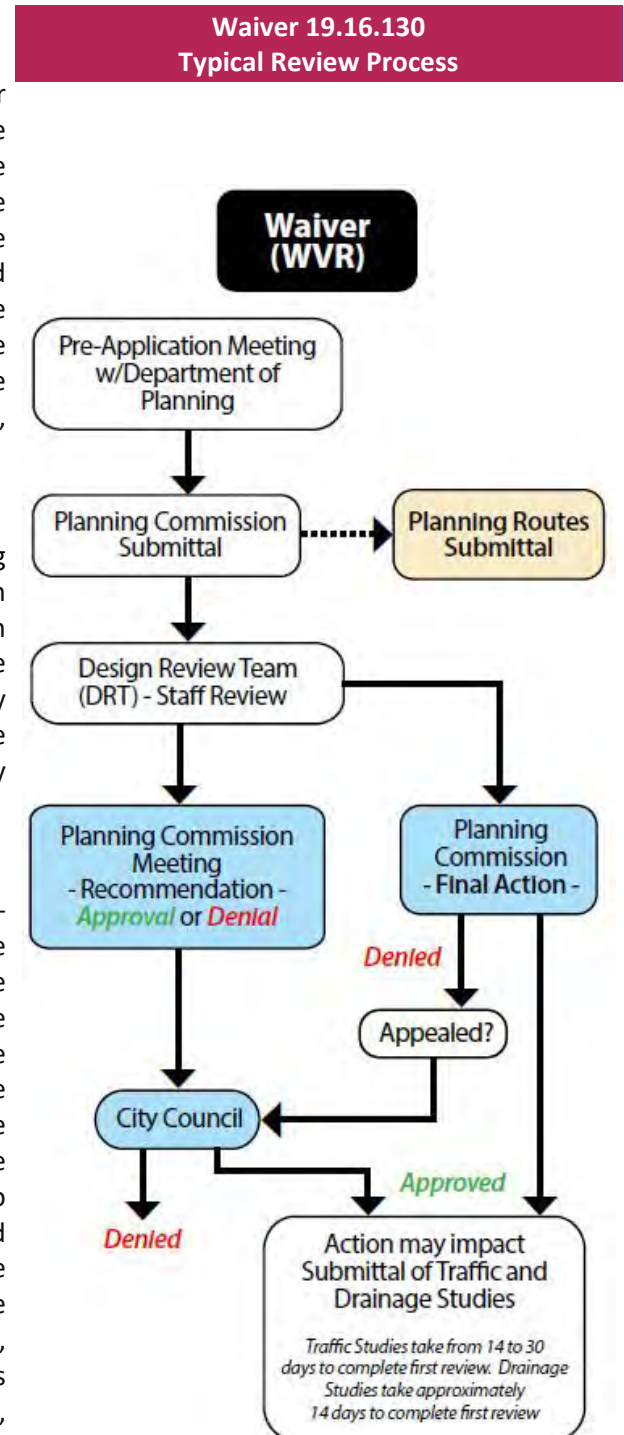 Waiver 19.16.130
Typical Review Process
Waiver
(WVR)
Pre-Application Meeting
w/Department of
Planning
Planning Commission
Submittal
Planning Routes
Submittal
Design Review Team
(DRT) - Staff Review
Planning Commission
Meeting
- Recommendation -
Approval or Denial
Planning
Commission
- Final Action -
Denied
Appealed?
City Council
Approved
Denied
Action may impact
Submittal of Traffic and
Drainage Studies
Traffic Studies take from 14 to 30
days to complete first review. Drainage
Studies take approximately
14 days to complete first review